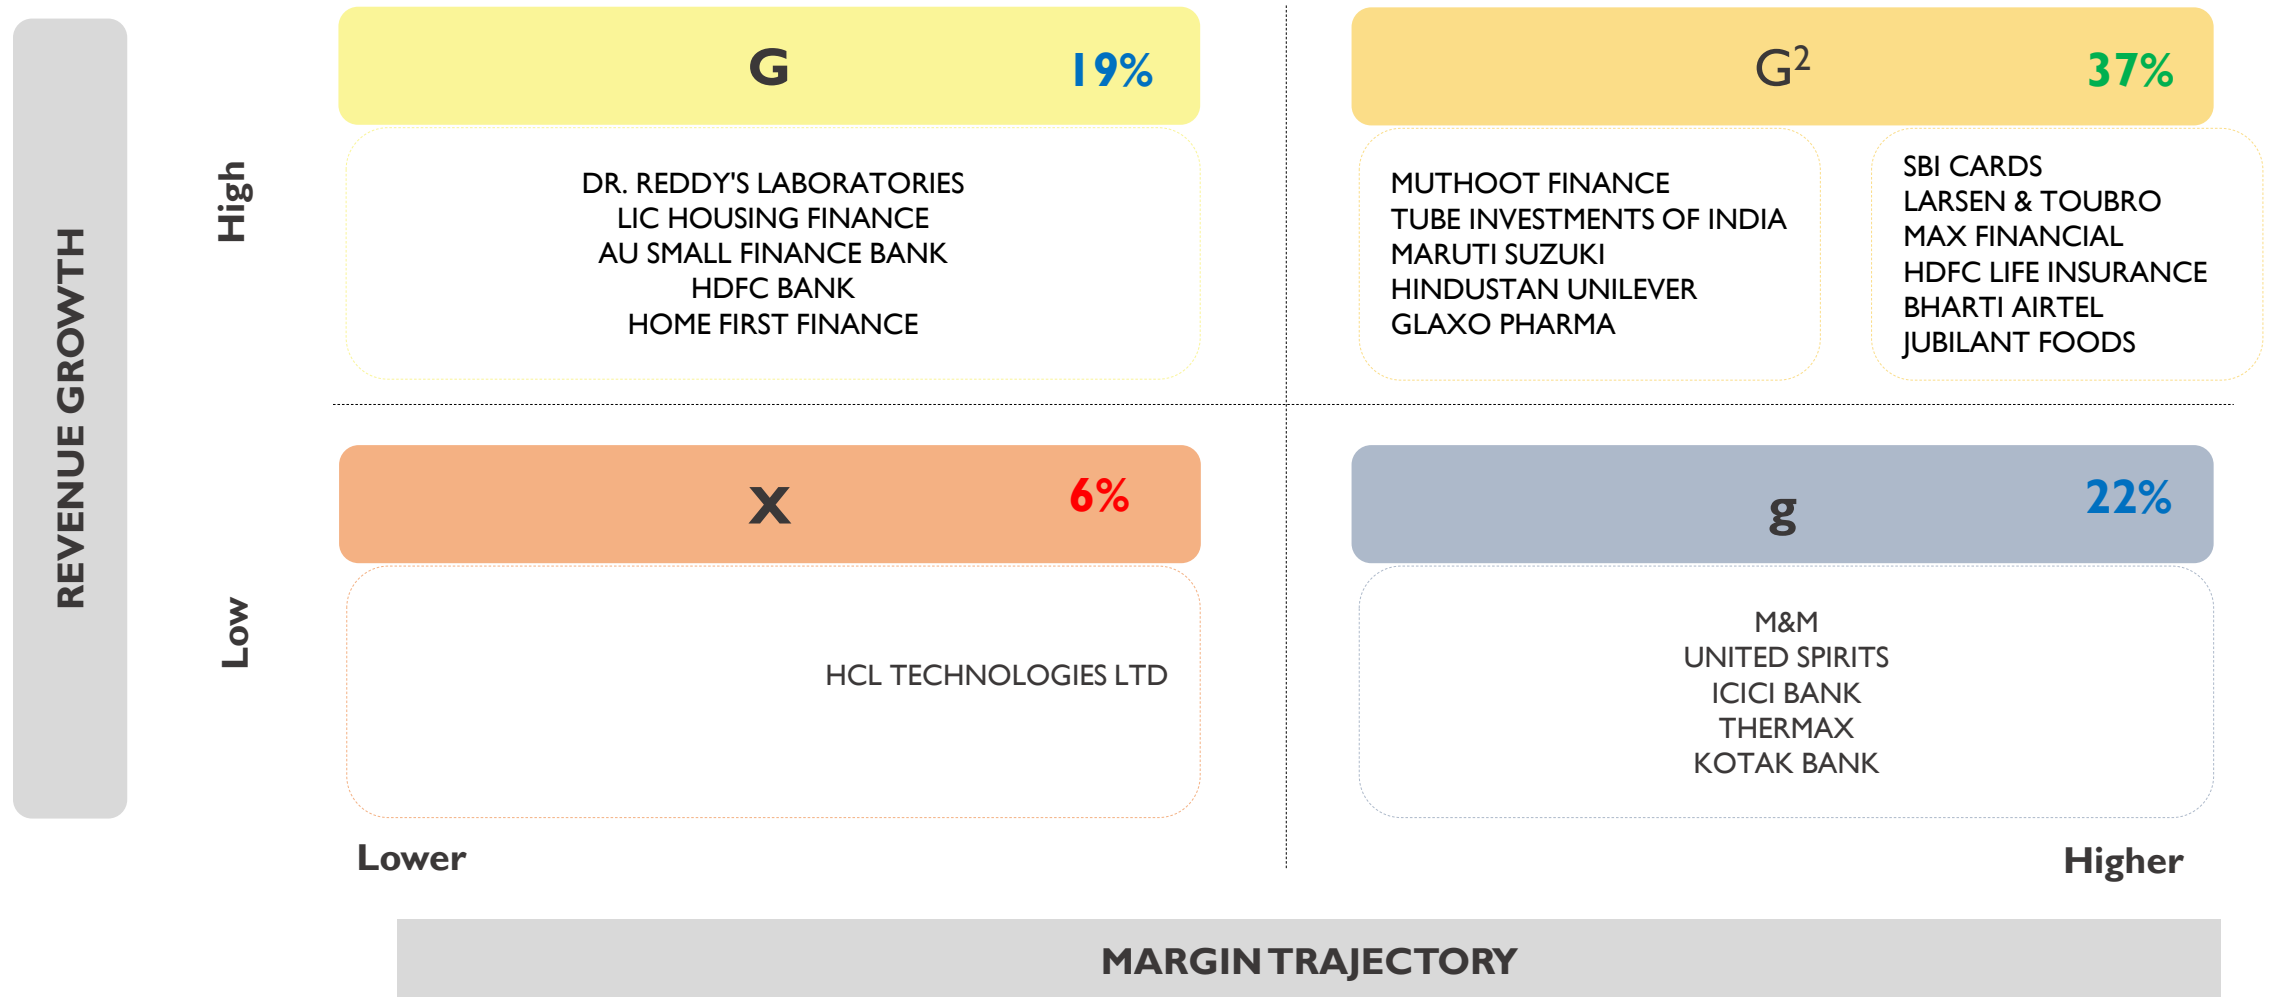 REVENUE GROWTH
High
G 19%
DR. REDDY'S LABORATORIES
LIC HOUSING FINANCE
AU SMALL FINANCE BANK
HDFC BANK
HOME FIRST FINANCE
G² 37%
MUTHOOT FINANCE
TUBE INVESTMENTS OF INDIA
MARUTI SUZUKI
HINDUSTAN UNILEVER
GLAXO PHARMA
SBI CARDS
LARSEN & TOUBRO
MAX FINANCIAL
HDFC LIFE INSURANCE
BHARTI AIRTEL
JUBILANT FOODS
Low
X 6%
HCL TECHNOLOGIES LTD
g 22%
M&M
UNITED SPIRITS
ICICI BANK
THERMAX
KOTAK BANK
Lower
Higher
MARGIN TRAJECTORY